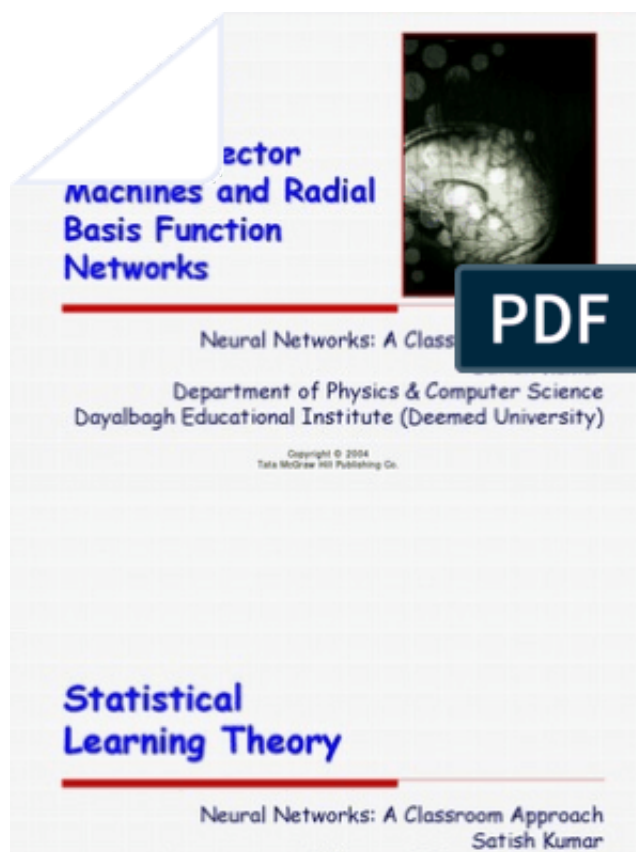 ector
Machines and Radial
Basis Function
Networks
PDF
Neural Networks: A Class
Department of Physics & Computer Science
Dayalbagh Educational Institute (Deemed University)
Copyright © 2004
Tata McGraw Hill Publishing Co.
Statistical
Learning Theory
Neural Networks: A Classroom Approach
Satish Kumar